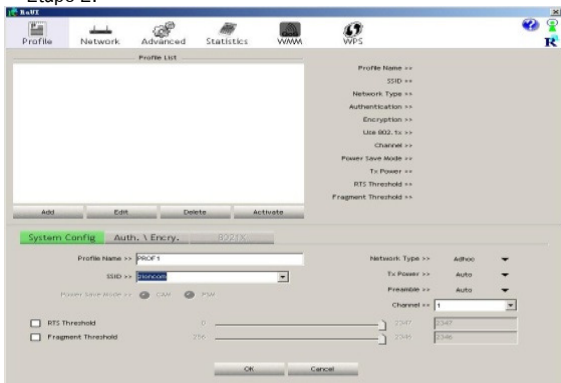 Etape 2:
RaUI
Profile Network Advanced Statistics WMM WPS
Profile List
Profile Name >>
SSID >>
Network Type >>
Authentication >>
Encryption >>
Use 802.1x >>
Channel >>
Power Save Mode >>
Tx Power >>
RTS Threshold >>
Fragment Threshold >>
Add Edit Delete Activate
System Config Auth. \ Encry. 802.1X
Profile Name >> PROF1 Network Type >> Adhoc
SSID >> zioncom Tx Power >> Auto
Power Save Mode >> CAM PSM Preamble >> Auto
Channel >> 1
RTS Threshold 0 2347 2347
Fragment Threshold 256 2346 2346
OK Cancel